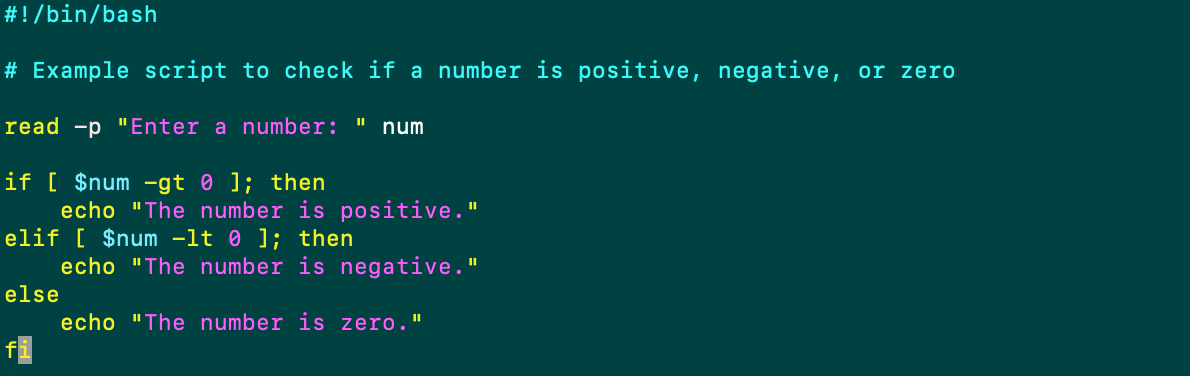 #!/bin/bash
# Example script to check if a number is positive, negative, or zero
read -p "Enter a number: " num
if [ $num -gt 0 ]; then
    echo "The number is positive."
elif [ $num -lt 0 ]; then
    echo "The number is negative."
else
    echo "The number is zero."
fi